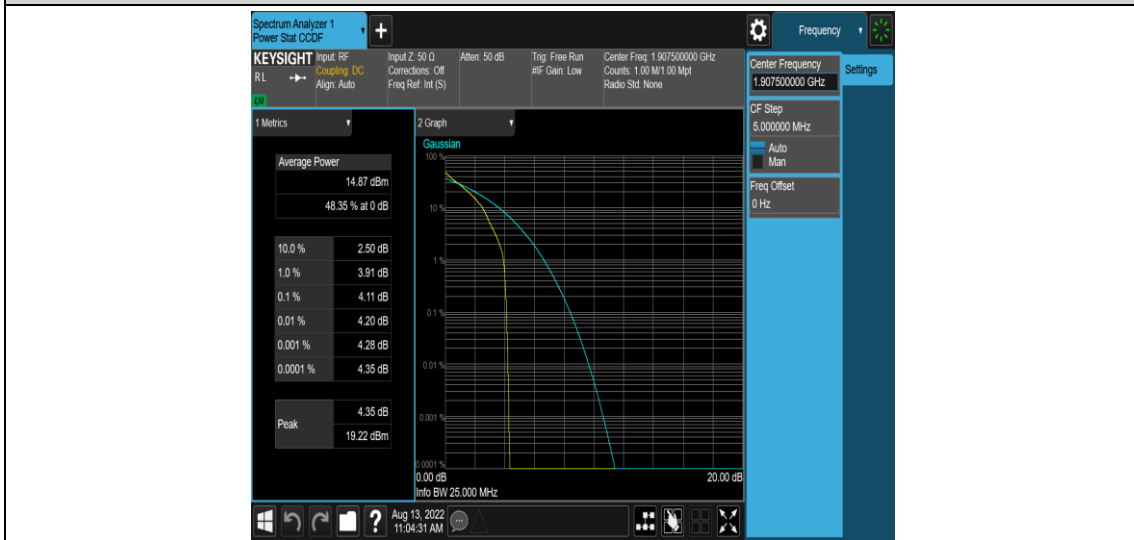 Spectrum Analyzer 1
Power Stat CCDF
+
Frequency
KEYSIGHT
RL
LXI
Input: RF
Coupling: DC
Align: Auto
Input Z: 50 Ω
Corrections: Off
Freq Ref: Int (S)
Atten: 50 dB
Trig: Free Run
#IF Gain: Low
Center Freq: 1.907500000 GHz
Counts: 1.00 M/1.00 Mpt
Radio Std: None
Center Frequency
1.907500000 GHz
Settings
CF Step
5.000000 MHz
Auto
Man
Freq Offset
0 Hz
1 Metrics
Average Power
14.87 dBm
48.35 % at 0 dB
10.0 % 2.50 dB
1.0 % 3.91 dB
0.1 % 4.11 dB
0.01 % 4.20 dB
0.001 % 4.28 dB
0.0001 % 4.35 dB
Peak 4.35 dB
19.22 dBm
2 Graph
Gaussian
100 %
10 %
1 %
0.1 %
0.01 %
0.001 %
0.0001 %
0.00 dB 20.00 dB
Info BW 25.000 MHz
?
Aug 13, 2022
11:04:31 AM